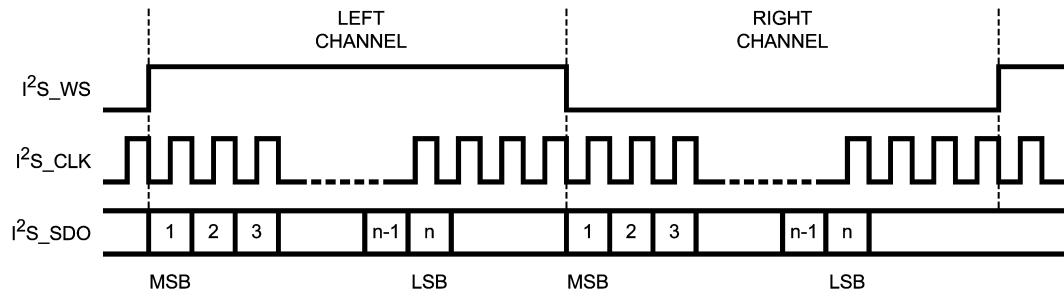 LEFT
CHANNEL
RIGHT
CHANNEL
I²S_WS
I²S_CLK
I²S_SDO
1 2 3 n-1 n 1 2 3 n-1 n
MSB LSB MSB LSB